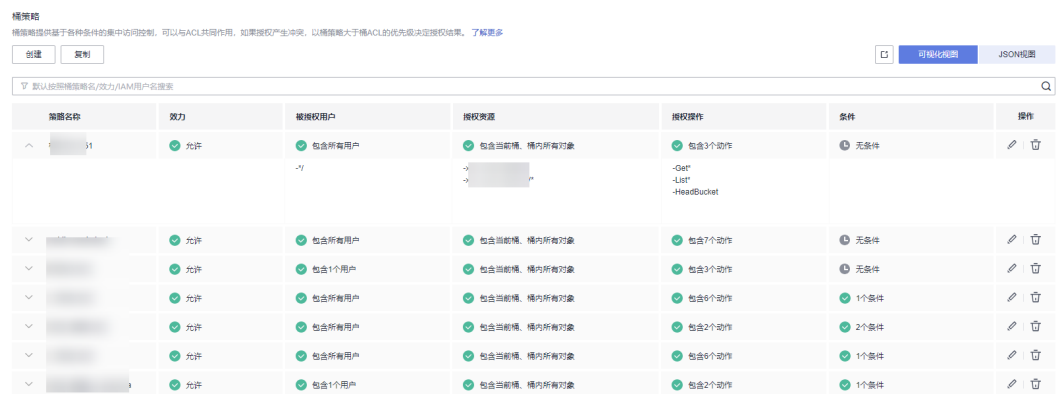 桶策略
桶策略提供基于各种条件的集中访问控制，可以与ACL共同作用，如果授权产生冲突，以桶策略大于桶ACL的优先级决定授权结果。 了解更多
创建 复制 可视化视图 JSON视图
默认按照桶策略名/效力/IAM用户名搜索
策略名称 效力 被授权用户 授权资源 授权操作 条件 操作
51 允许 包含所有用户 包含当前桶、桶内所有对象 包含3个动作 无条件
-*/ -Get*
/* -List*
-HeadBucket
允许 包含所有用户 包含当前桶、桶内所有对象 包含7个动作 无条件
允许 包含1个用户 包含当前桶、桶内所有对象 包含3个动作 无条件
允许 包含所有用户 包含当前桶、桶内所有对象 包含6个动作 1个条件
允许 包含所有用户 包含当前桶、桶内所有对象 包含2个动作 2个条件
允许 包含所有用户 包含当前桶、桶内所有对象 包含6个动作 1个条件
允许 包含1个用户 包含当前桶、桶内所有对象 包含2个动作 1个条件